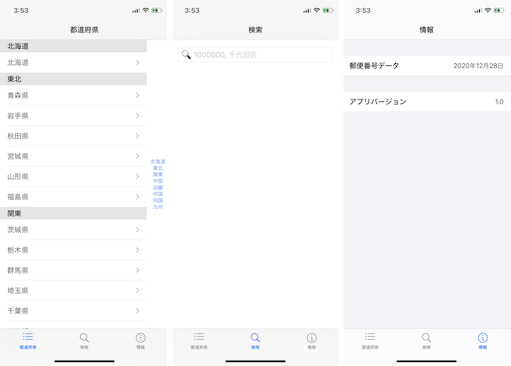 3:53
都道府県
北海道
北海道
東北
青森県
岩手県
秋田県
宮城県
山形県
福島県
関東
茨城県
栃木県
群馬県
埼玉県
千葉県
北海道
東北
関東
中部
近畿
中国
四国
九州
都道府県
検索
情報
3:53
検索
1000000, 千代田区
都道府県
検索
情報
3:53
情報
郵便番号データ 2020年12月28日
アプリバージョン 1.0
都道府県
検索
情報